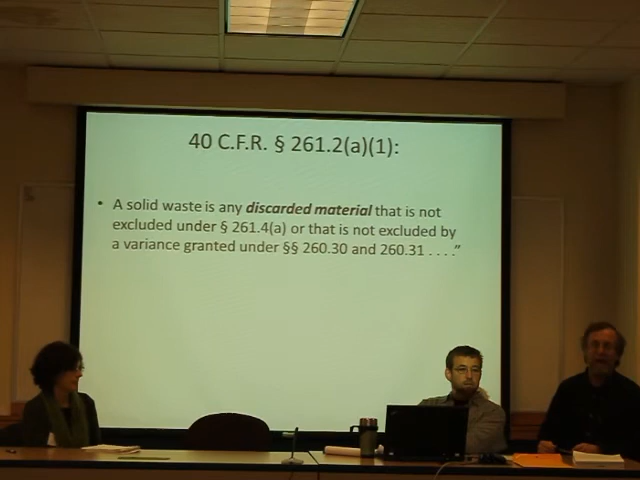 40 C.F.R. § 261.2(a)(1):
• A solid waste is any discarded material that is not
excluded under § 261.4(a) or that is not excluded by
a variance granted under §§ 260.30 and 260.31 . . . .”